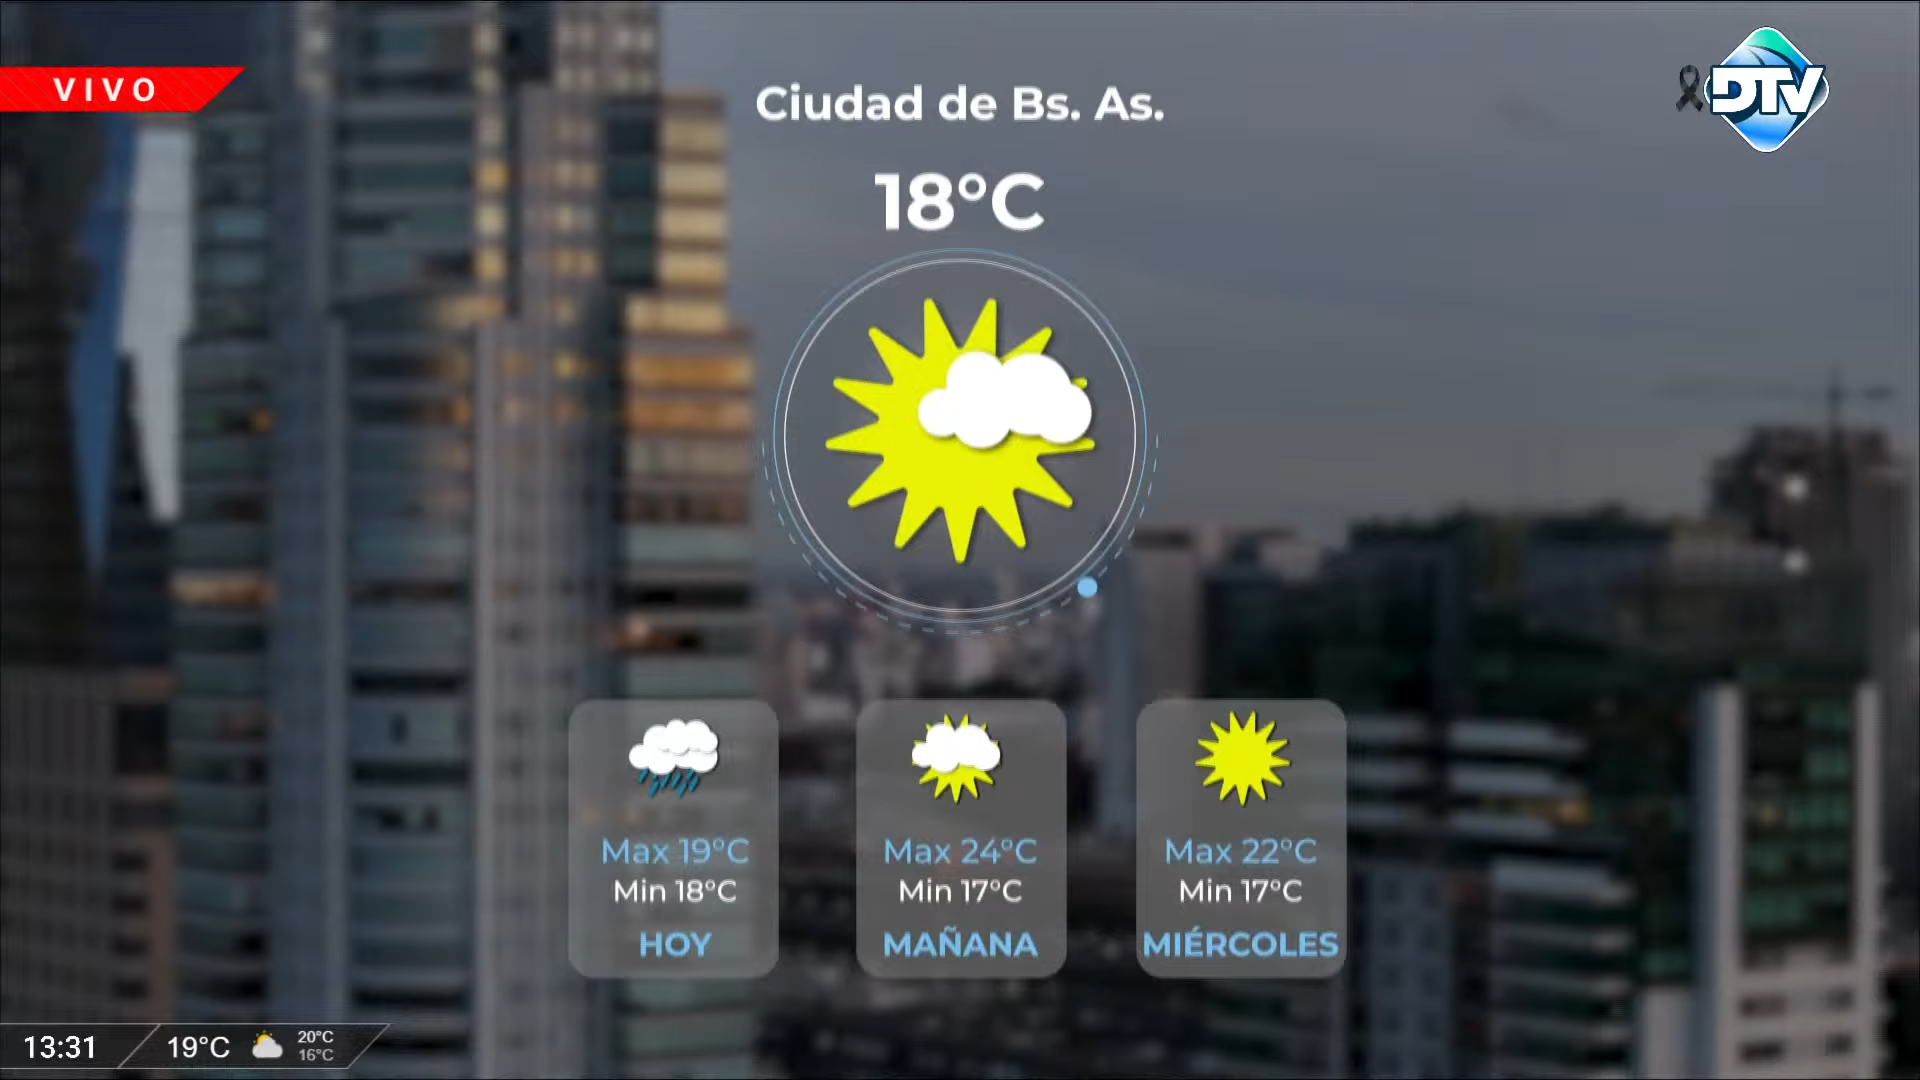 VIVO
DTV
Ciudad de Bs. As.
18°C
Max 19°C
Min 18°C
HOY
Max 24°C
Min 17°C
MAÑANA
Max 22°C
Min 17°C
MIÉRCOLES
13:31
19°C
20°C
16°C